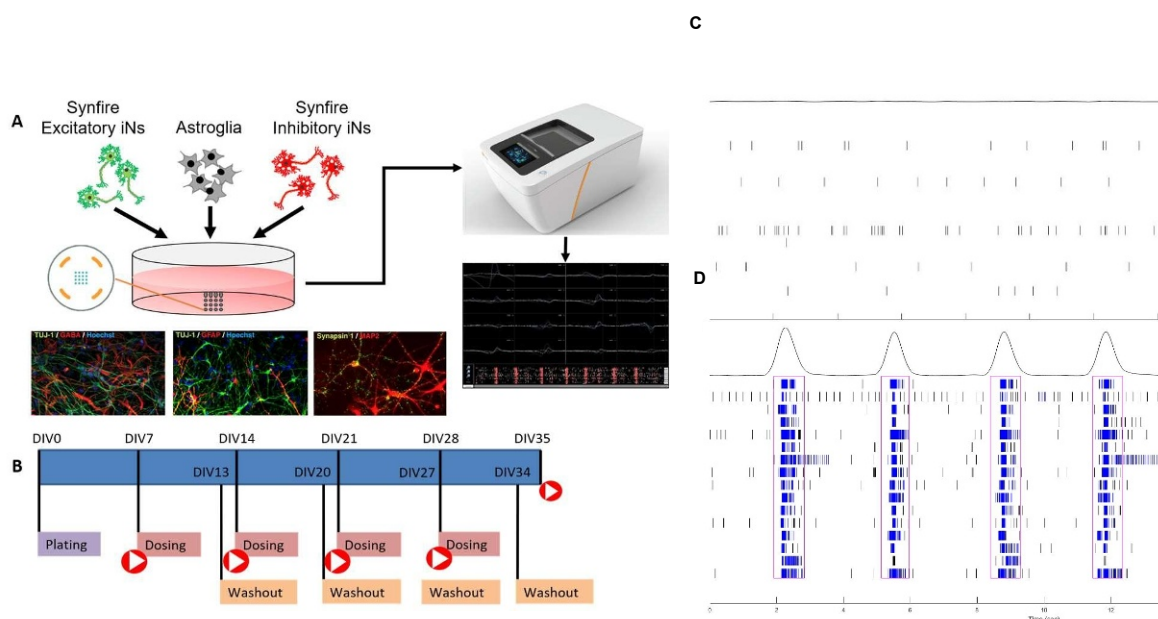 C
A
Synfire
Excitatory iNs
Astroglia
Synfire
Inhibitory iNs
TUJ-1 / GABA / Hoechst
TUJ-1 / GFAP / Hoechst
Synapsin 1 / MAP2
D
B
DIV0
DIV7
DIV14
DIV21
DIV28
DIV35
DIV13
DIV20
DIV27
DIV34
Plating
Dosing
Dosing
Dosing
Dosing
Washout
Washout
Washout
Washout
0
2
4
6
8
10
12